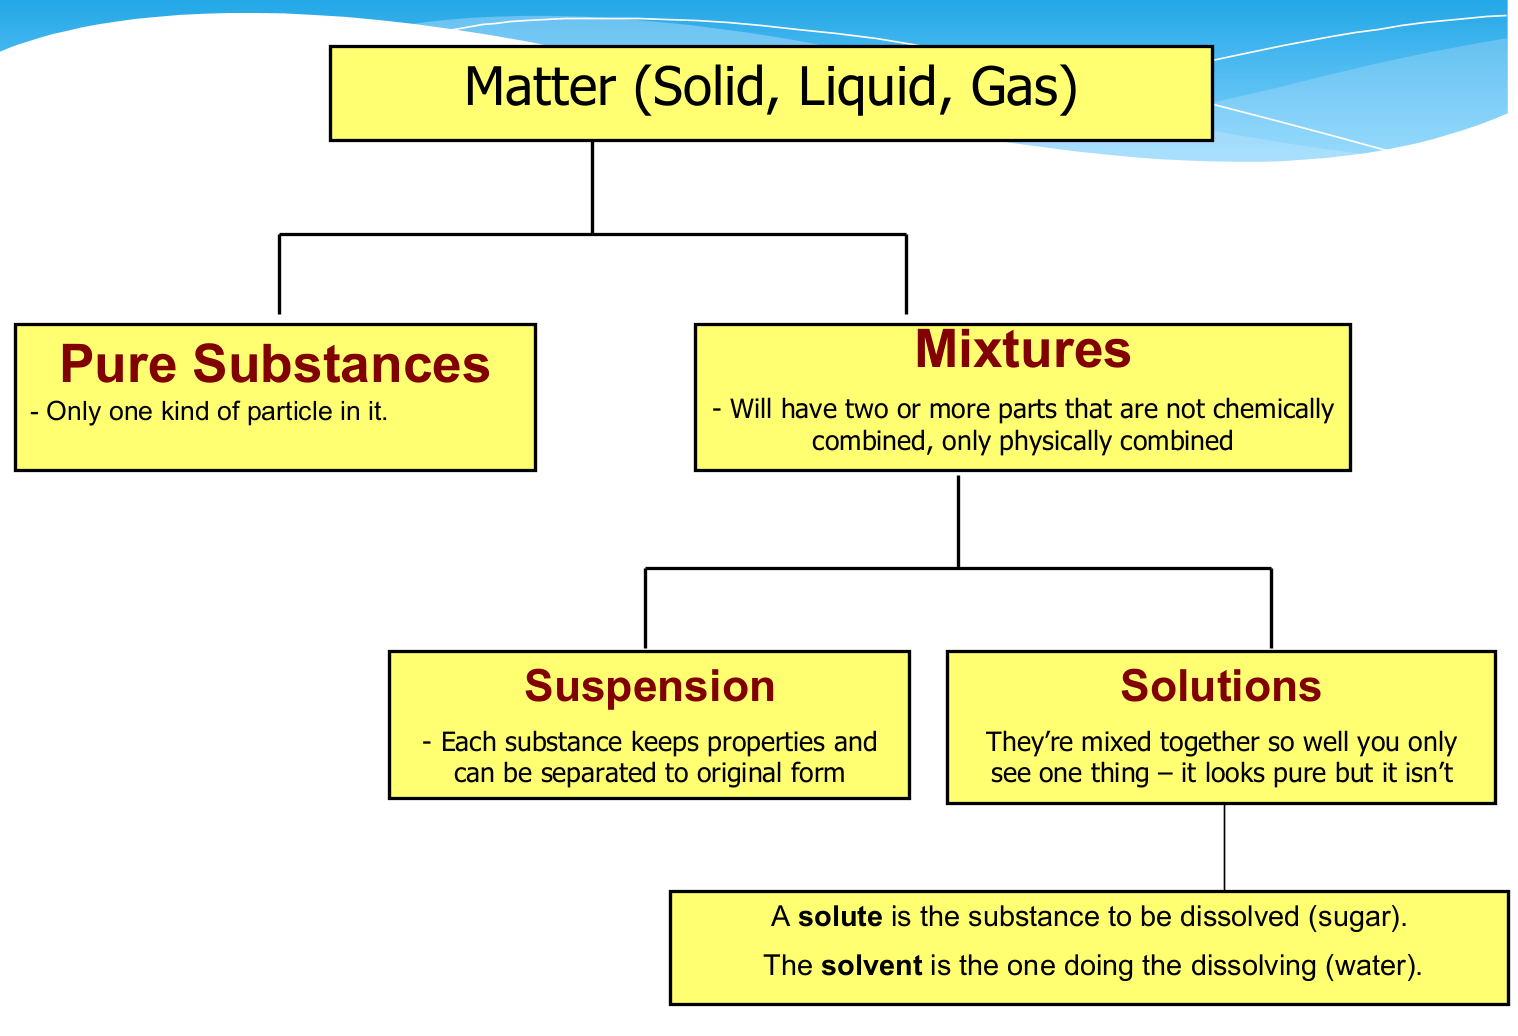 Matter (Solid, Liquid, Gas)
Pure Substances
- Only one kind of particle in it.
Mixtures
- Will have two or more parts that are not chemically
combined, only physically combined
Suspension
- Each substance keeps properties and
can be separated to original form
Solutions
They’re mixed together so well you only
see one thing – it looks pure but it isn’t
A solute is the substance to be dissolved (sugar).
The solvent is the one doing the dissolving (water).